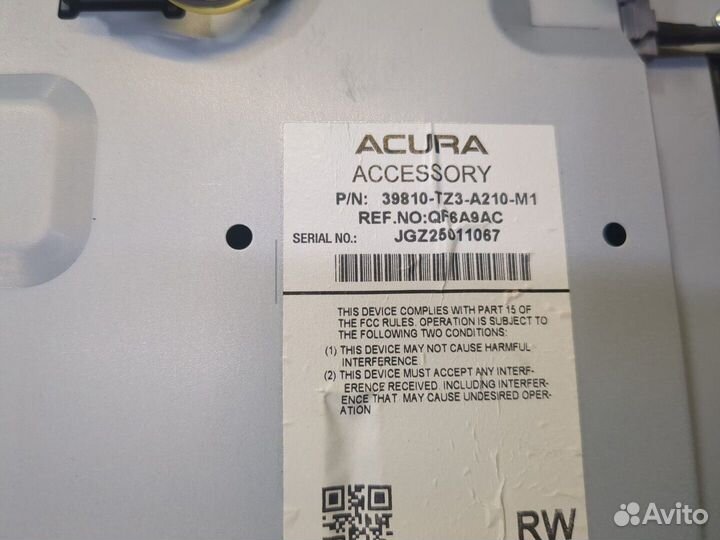 ACURA
ACCESSORY
P/N: 39810-TZ3-A210-M1
REF.NO:QF6A9AC
SERIAL NO.: JGZ25011067
THIS DEVICE COMPLIES WITH PART 15 OF
THE FCC RULES. OPERATION IS SUBJECT TO
THE FOLLOWING TWO CONDITIONS:
(1) THIS DEVICE MAY NOT CAUSE HARMFUL
INTERFERENCE
(2) THIS DEVICE MUST ACCEPT ANY INTERF-
ERENCE RECEIVED, INCLUDING INTERFER-
ENCE THAT MAY CAUSE UNDESIRED OPER-
ATION
RW
Avito